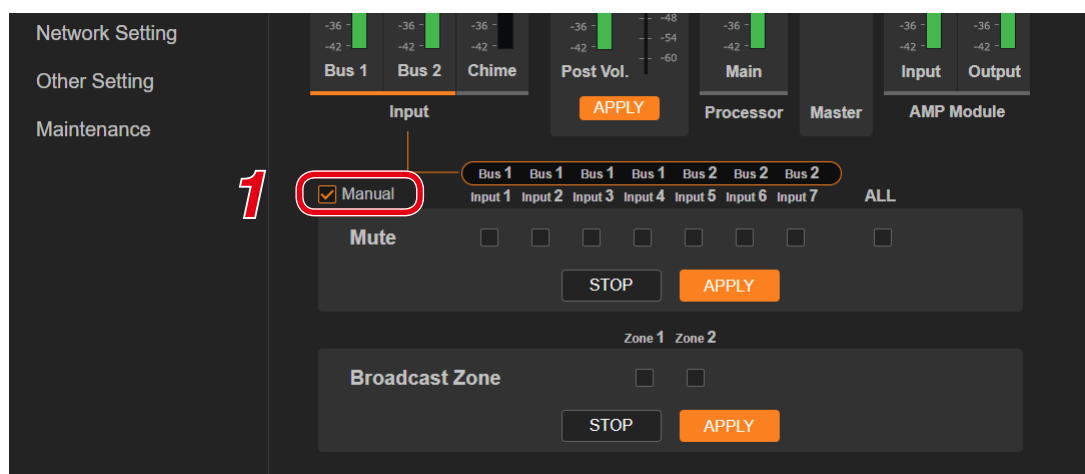 Network Setting
Other Setting
Maintenance
-36 - -36 - -36 - -36 - -- -48 -36 - -36 - -36 -
-- -54
-42 - -42 - -42 - -42 - -42 - -42 - -42 -
-- -60
Bus 1 Bus 2 Chime Post Vol. Main Input Output
APPLY
Input Processor Master AMP Module
Bus 1 Bus 1 Bus 1 Bus 1 Bus 2 Bus 2 Bus 2
1 Manual Input 1 Input 2 Input 3 Input 4 Input 5 Input 6 Input 7 ALL
Mute
STOP APPLY
Zone 1 Zone 2
Broadcast Zone
STOP APPLY